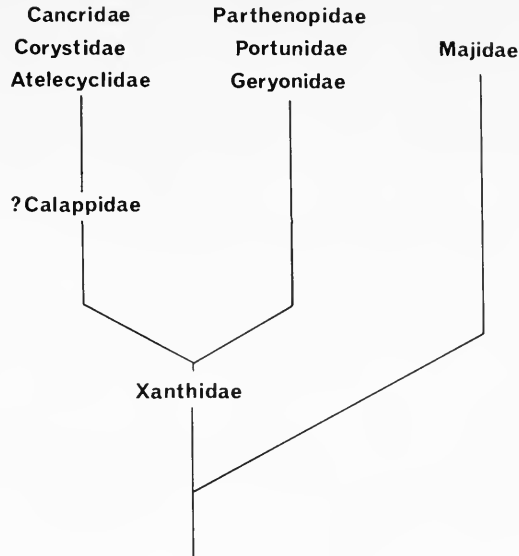 Cancridae
Corystidae
Atelecyclidae
Parthenopidae
Portunidae
Geryonidae
Majidae
?Calappidae
Xanthidae